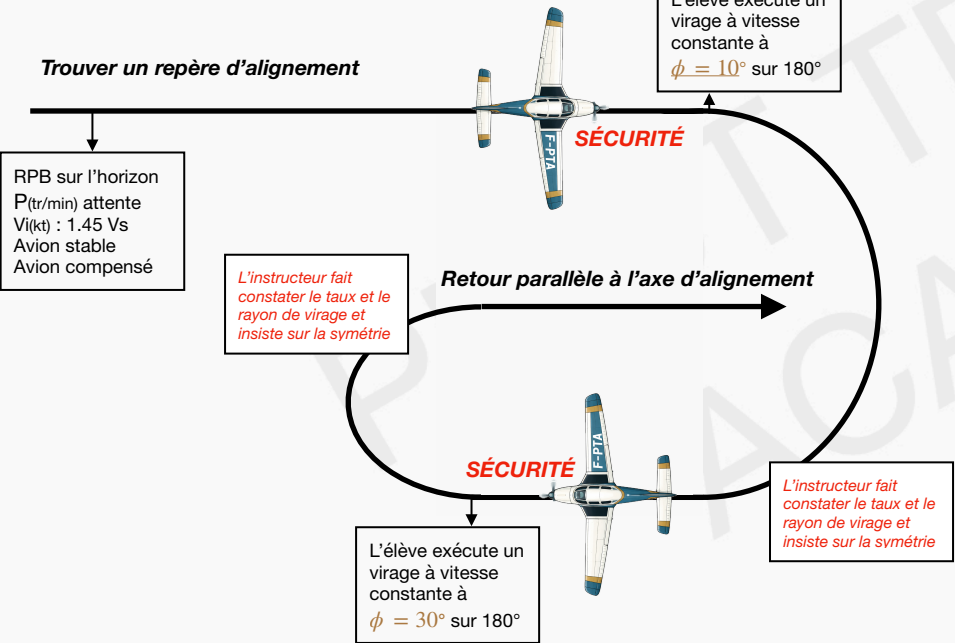 L'élève exécute un
virage à vitesse
constante à
ϕ = 10° sur 180°
Trouver un repère d'alignement
SÉCURITÉ
F-PTA
RPB sur l'horizon
P(tr/min) attente
Vi(kt) : 1.45 Vs
Avion stable
Avion compensé
L'instructeur fait
constater le taux et le
rayon de virage et
insiste sur la symétrie
Retour parallèle à l'axe d'alignement
SÉCURITÉ
F-PTA
L'instructeur fait
constater le taux et le
rayon de virage et
insiste sur la symétrie
L'élève exécute un
virage à vitesse
constante à
ϕ = 30° sur 180°